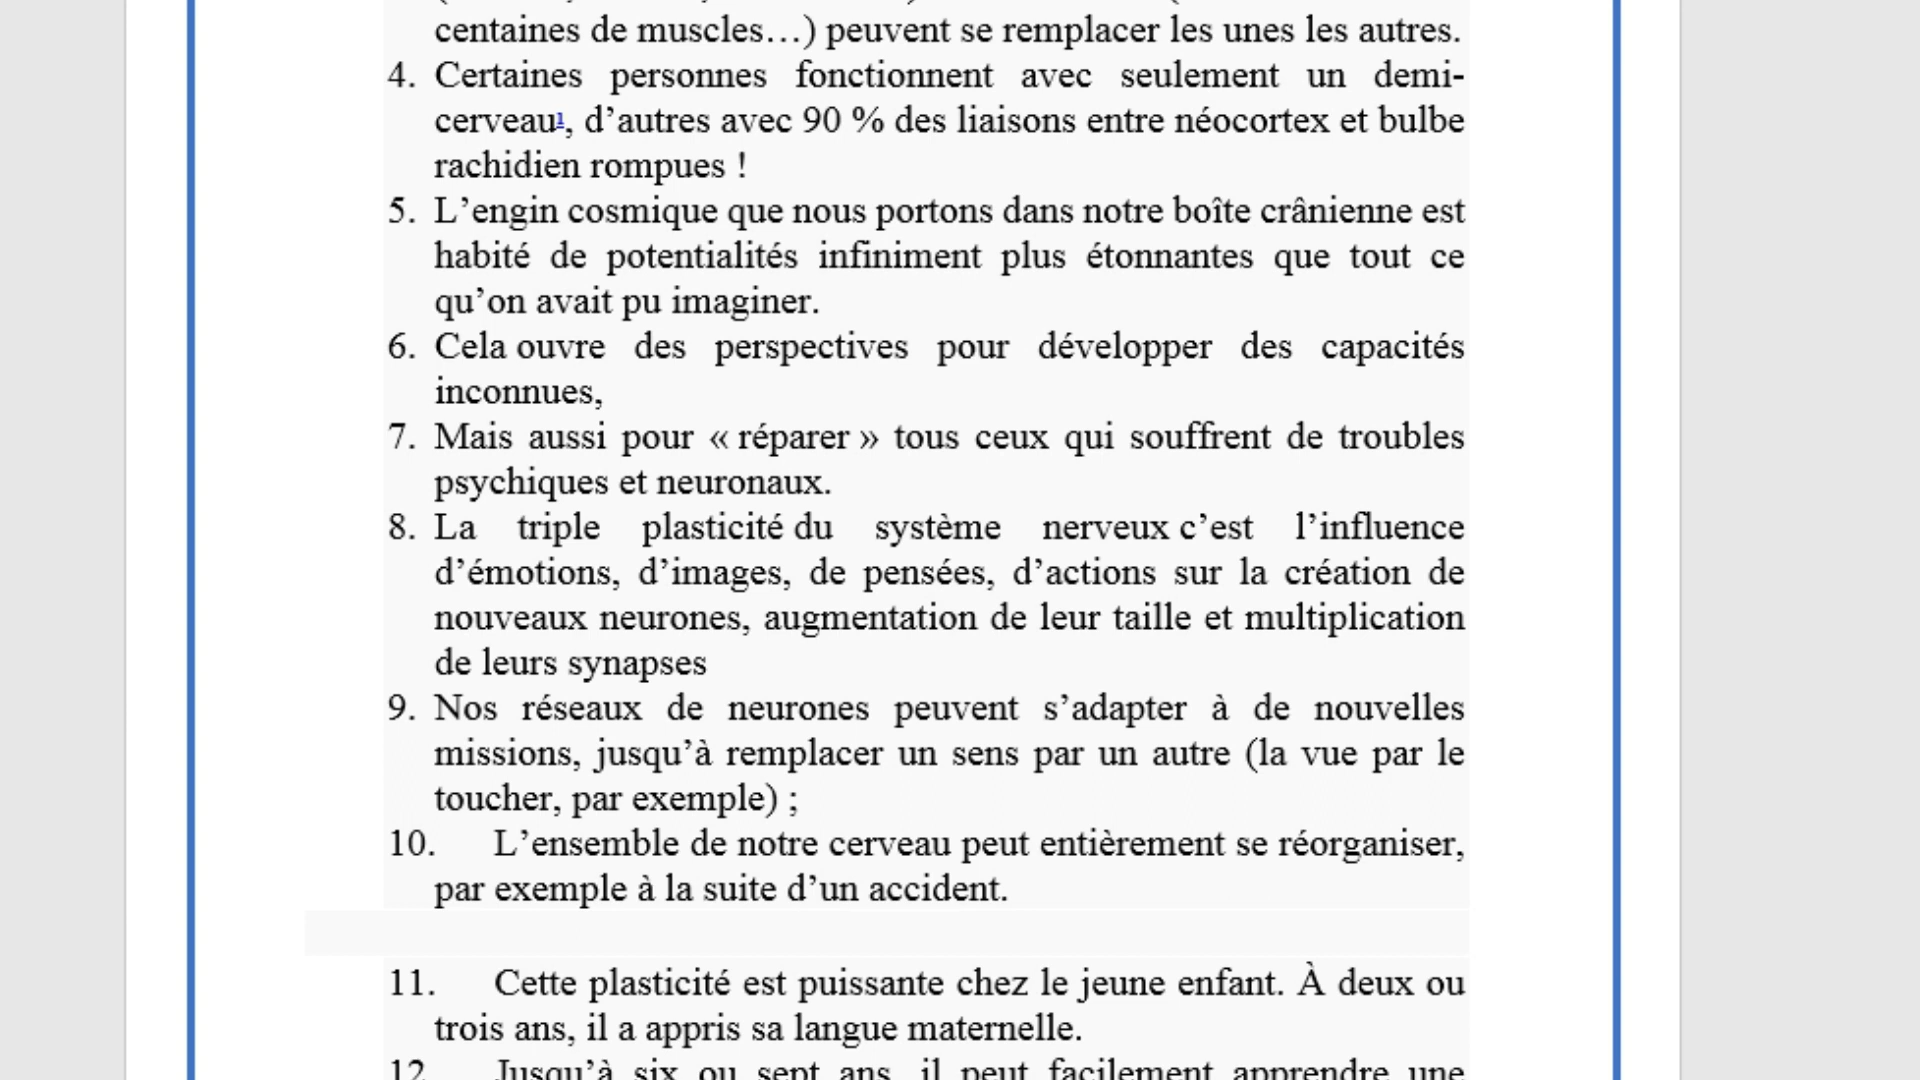 centaines de muscles…) peuvent se remplacer les unes les autres.
4. Certaines personnes fonctionnent avec seulement un demi-
cerveau1, d’autres avec 90 % des liaisons entre néocortex et bulbe
rachidien rompues !
5. L’engin cosmique que nous portons dans notre boîte crânienne est
habité de potentialités infiniment plus étonnantes que tout ce
qu’on avait pu imaginer.
6. Cela ouvre des perspectives pour développer des capacités
inconnues,
7. Mais aussi pour « réparer » tous ceux qui souffrent de troubles
psychiques et neuronaux.
8. La triple plasticité du système nerveux c’est l’influence
d’émotions, d’images, de pensées, d’actions sur la création de
nouveaux neurones, augmentation de leur taille et multiplication
de leurs synapses
9. Nos réseaux de neurones peuvent s’adapter à de nouvelles
missions, jusqu’à remplacer un sens par un autre (la vue par le
toucher, par exemple) ;
10. L’ensemble de notre cerveau peut entièrement se réorganiser,
par exemple à la suite d’un accident.
11. Cette plasticité est puissante chez le jeune enfant. À deux ou
trois ans, il a appris sa langue maternelle.
12. Jusqu’à six ou sept ans, il peut facilement apprendre une